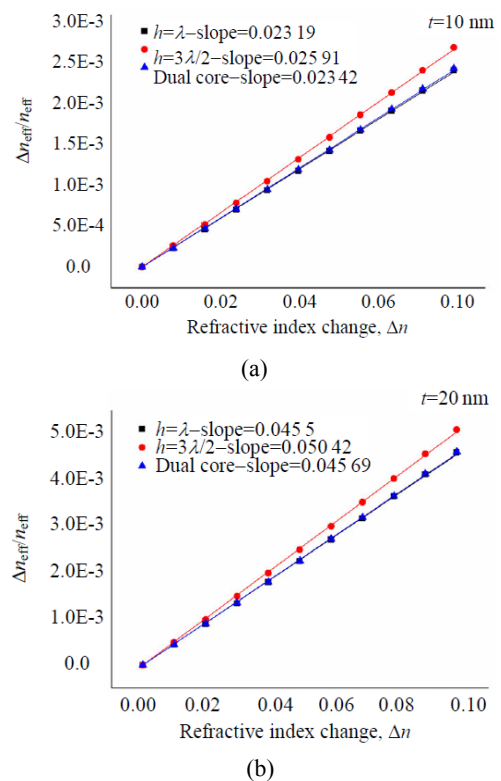 3.0E-3
t=10 nm
h=λ−slope=0.023 19
h=3λ/2−slope=0.025 91
Dual core−slope=0.023 42
2.5E-3
2.0E-3
1.5E-3
1.0E-3
5.0E-4
0.0
Δn_eff/n_eff
0.00 0.02 0.04 0.06 0.08 0.10
Refractive index change, Δn
(a)
t=20 nm
5.0E-3
h=λ−slope=0.045 5
h=3λ/2−slope=0.050 42
Dual core−slope=0.045 69
4.0E-3
3.0E-3
2.0E-3
1.0E-3
0.0
Δn_eff/n_eff
0.00 0.02 0.04 0.06 0.08 0.10
Refractive index change, Δn
(b)